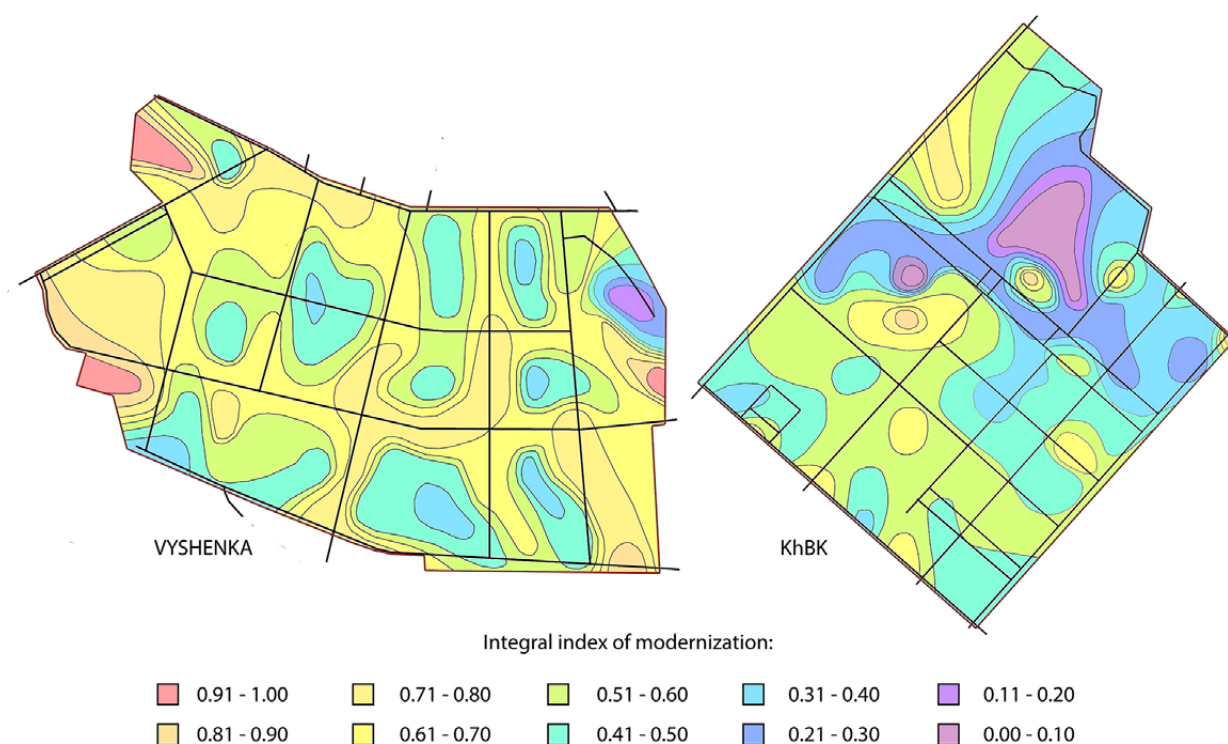 VYSHENKA
KhBK
Integral index of modernization:
0.91 - 1.00 0.71 - 0.80 0.51 - 0.60 0.31 - 0.40 0.11 - 0.20
0.81 - 0.90 0.61 - 0.70 0.41 - 0.50 0.21 - 0.30 0.00 - 0.10